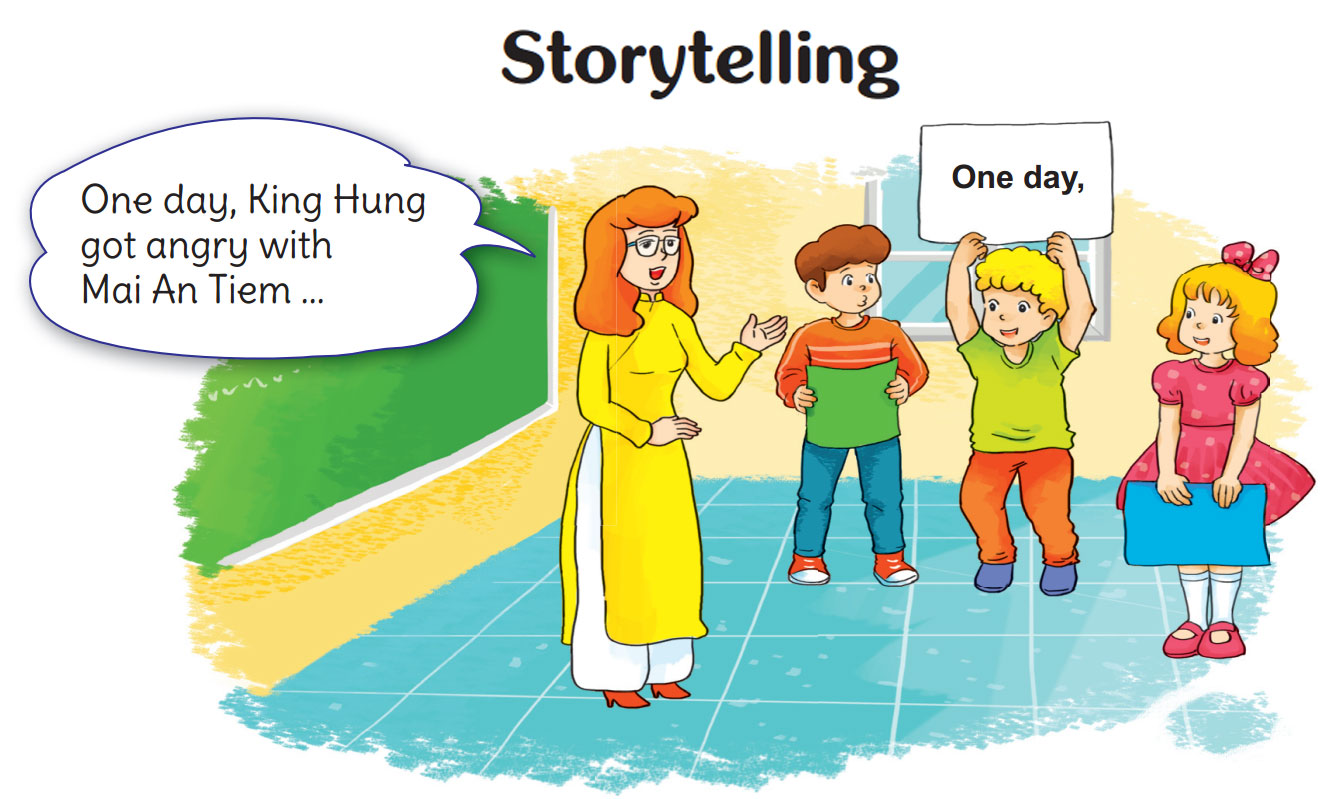 Storytelling
One day, King Hung
got angry with
Mai An Tiem ...
One day,